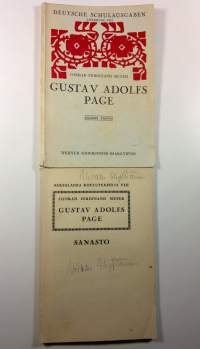 DEUTSCHE SCHULAUSGABEN
CONRAD FERDINAND MEYER
GUSTAV ADOLFS
PAGE
WERNER SÖDERSTRÖM OSAKEYHTIÖ
CONRAD FERDINAND MEYER
GUSTAV ADOLFS
PAGE
SANASTO